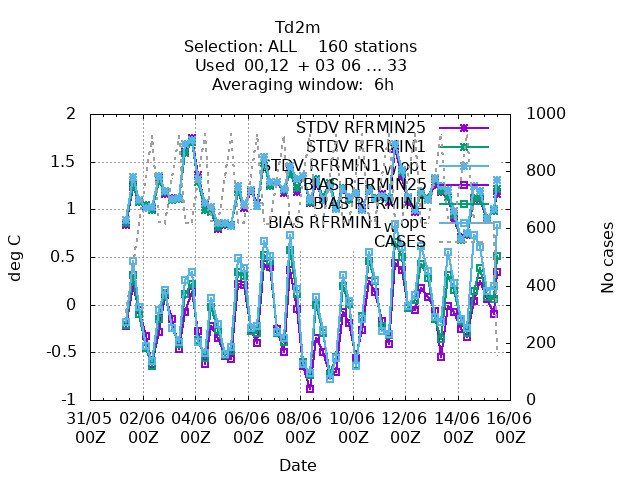 Td2m
Selection: ALL    160 stations
Used  00,12  + 03 06 ... 33
Averaging window:  6h
2
1.5
1
0.5
0
-0.5
-1
deg C
1000
800
600
400
200
0
No cases
STDV RFRMIN25
STDV RFRMIN1
STDV RFRMIN1_opt
BIAS RFRMIN25
BIAS RFRMIN1
BIAS RFRMIN1_opt
CASES
31/05 02/06 04/06 06/06 08/06 10/06 12/06 14/06 16/06
00Z 00Z 00Z 00Z 00Z 00Z 00Z 00Z 00Z
Date